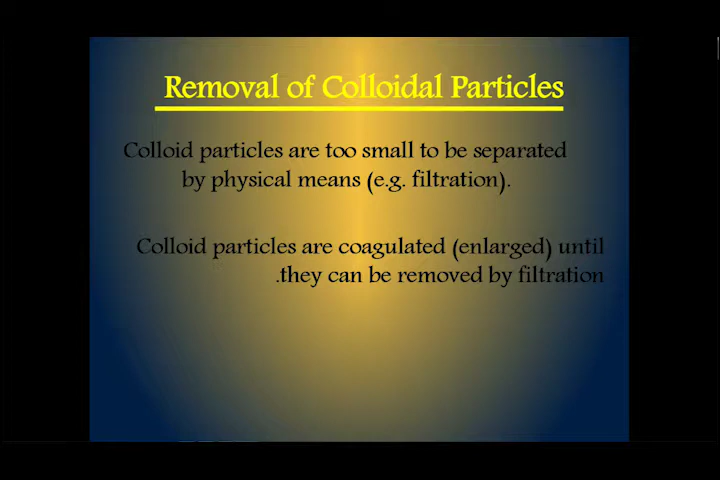 Removal of Colloidal Particles
Colloid particles are too small to be separated
by physical means (e.g. filtration).
Colloid particles are coagulated (enlarged) until
.they can be removed by filtration